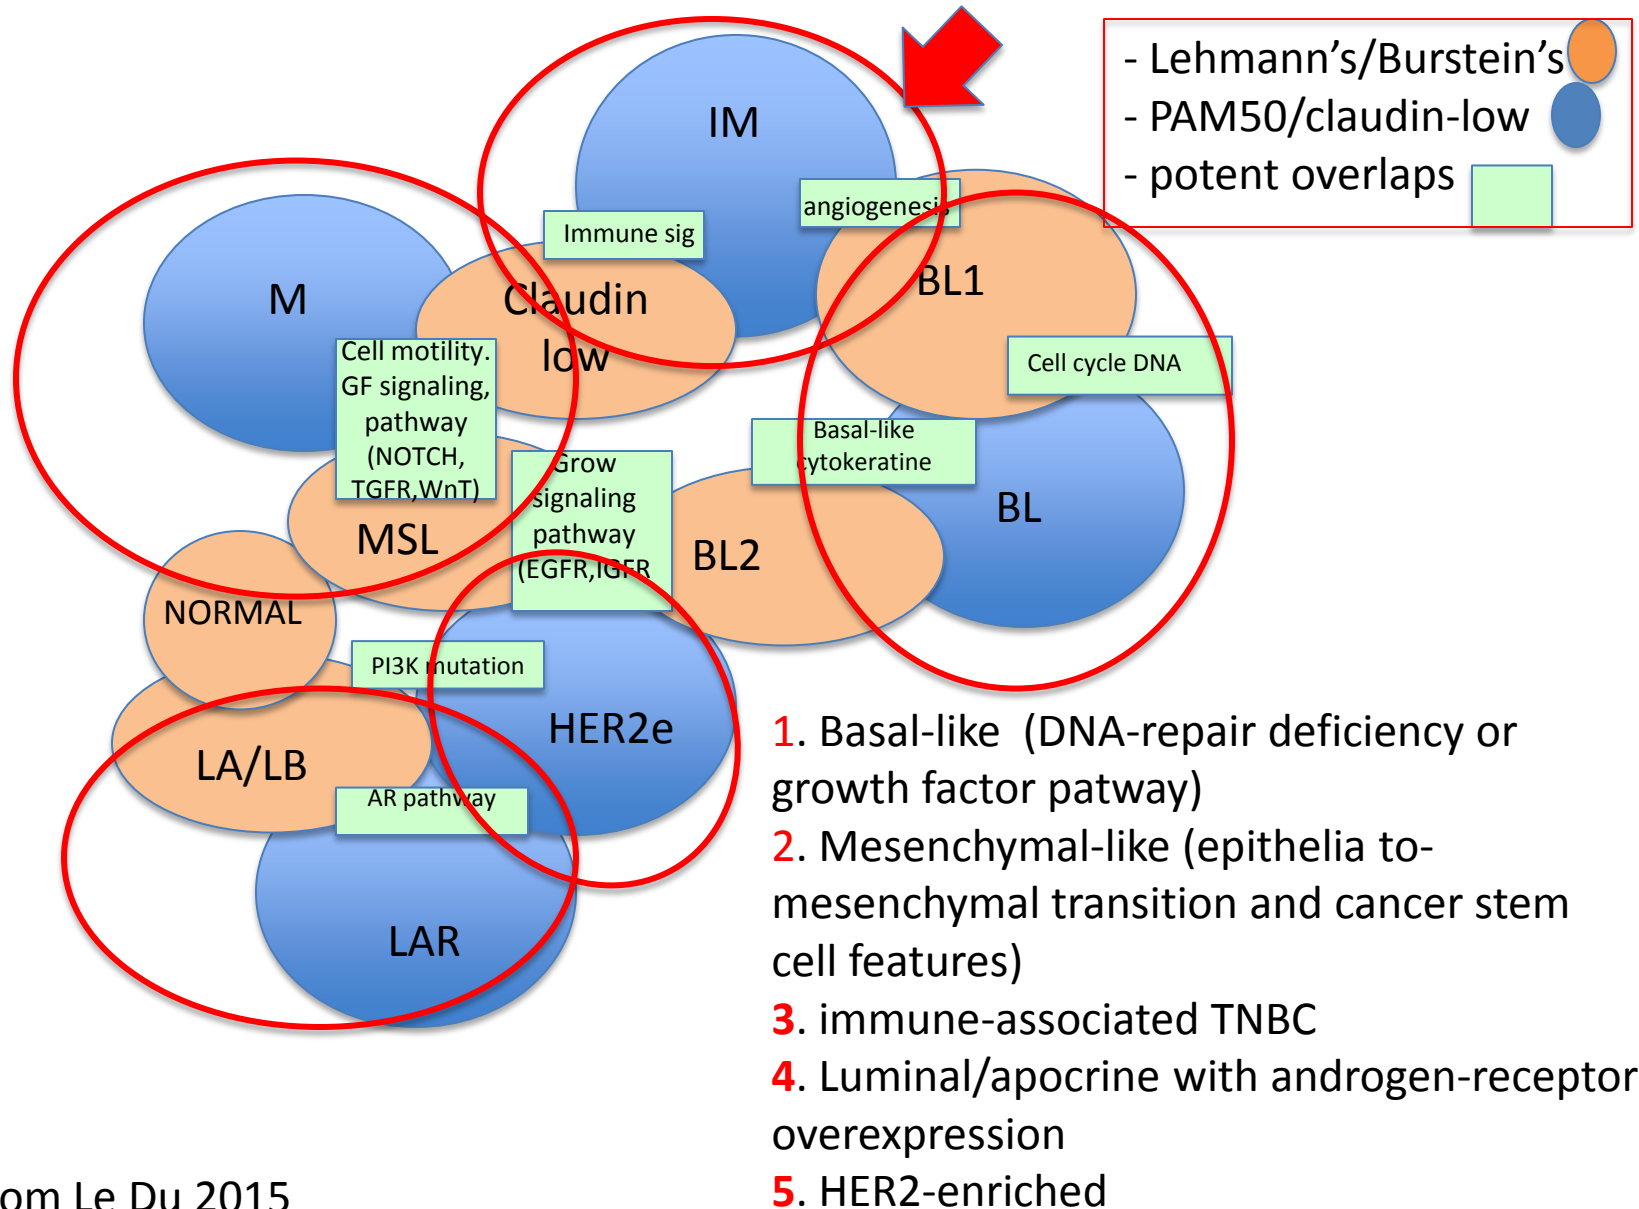 - Lehmann’s/Burstein’s
- PAM50/claudin-low
- potent overlaps
IM
angiogenesis
Immune sig
BL1
M
Claudin
low
Cell motility.
GF signaling,
pathway
(NOTCH,
TGFR,WnT)
Cell cycle DNA
Basal-like
cytokeratine
Grow
signaling
pathway
(EGFR,IGFR
BL
MSL
BL2
NORMAL
PI3K mutation
HER2e
LA/LB
AR pathway
LAR
1. Basal-like (DNA-repair deficiency or
growth factor patway)
2. Mesenchymal-like (epithelia to-
mesenchymal transition and cancer stem
cell features)
3. immune-associated TNBC
4. Luminal/apocrine with androgen-receptor
overexpression
5. HER2-enriched
om Le Du 2015